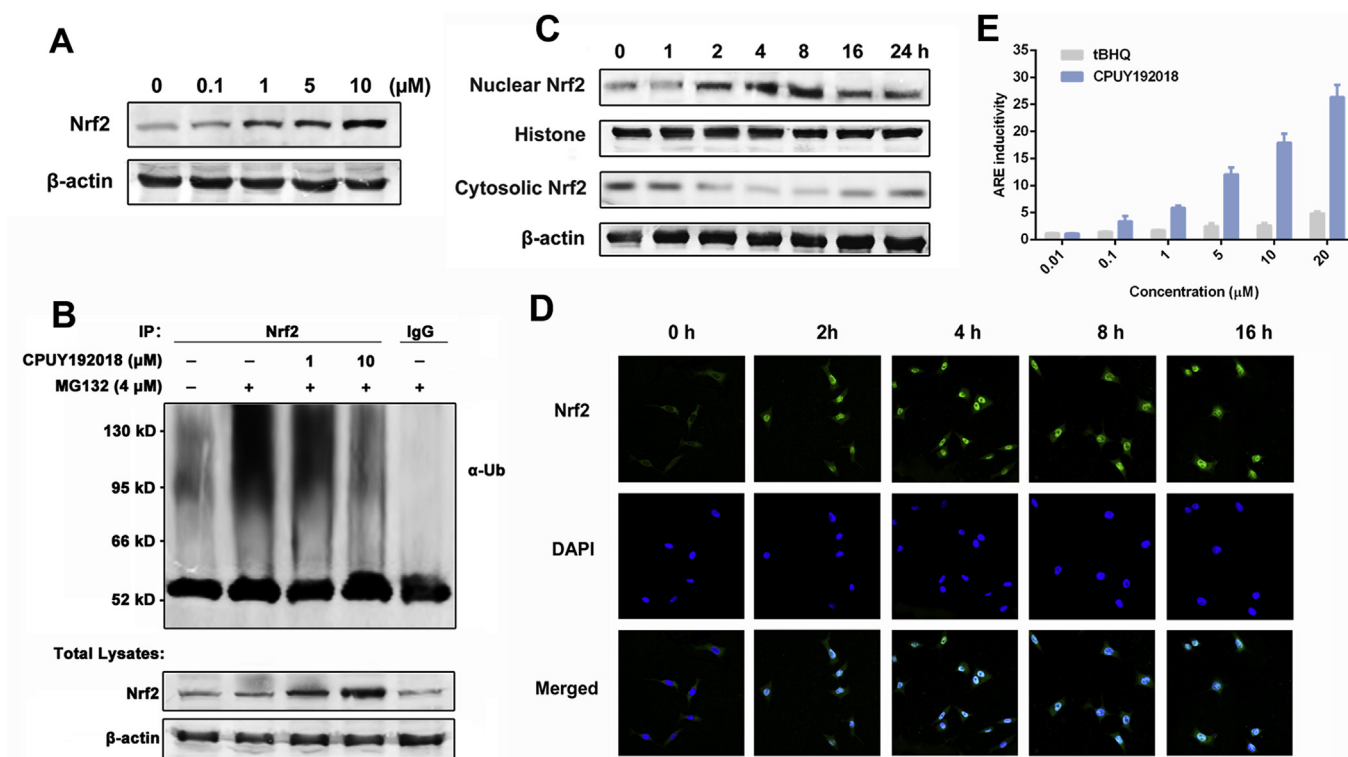 A
0 0.1 1 5 10 (μM)
Nrf2
β-actin
B
IP: Nrf2 IgG
CPUY192018 (μM) – – 1 10 –
MG132 (4 μM) – + + + +
130 kD
95 kD
66 kD
52 kD
α-Ub
Total Lysates:
Nrf2
β-actin
C
0 1 2 4 8 16 24 h
Nuclear Nrf2
Histone
Cytosolic Nrf2
β-actin
D
0 h 2h 4 h 8 h 16 h
Nrf2
DAPI
Merged
E
tBHQ
CPUY192018
ARE inducitivity
35
30
25
20
15
10
5
0
0.01 0.1 1 5 10 20
Concentration (μM)